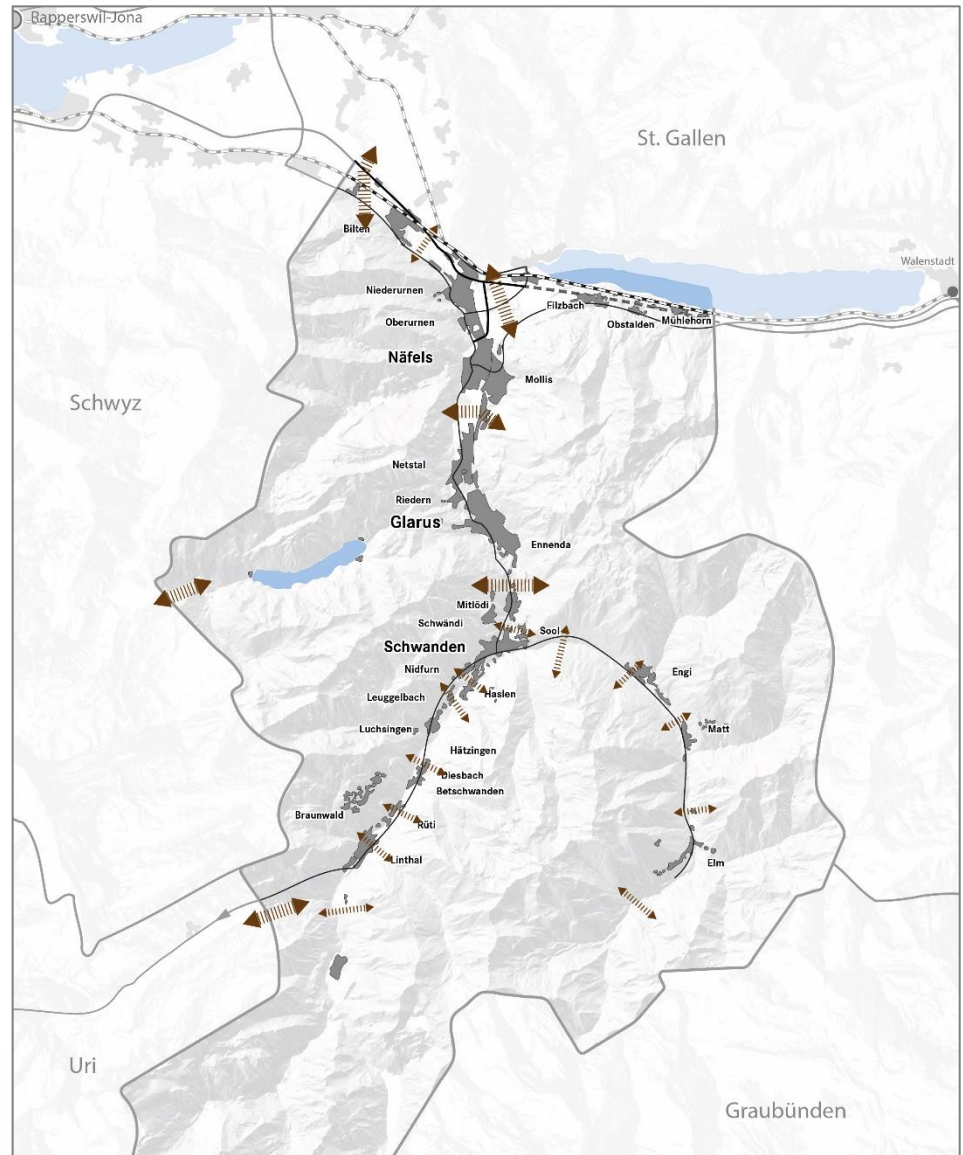 Rapperswil-Jona
St. Gallen
Bilten
Walenstadt
Niederurnen
Filzbach
Obstalden
Mühlehorn
Oberurnen
Näfels
Mollis
Schwyz
Netstal
Riedern
Glarus
Ennenda
Mitlödi
Schwändi
Sool
Schwanden
Nidfurn
Engi
Haslen
Leuggelbach
Luchsingen
Matt
Hätzingen
Diesbach
Betschwanden
Braunwald
Rüti
Linthal
Elm
Uri
Graubünden